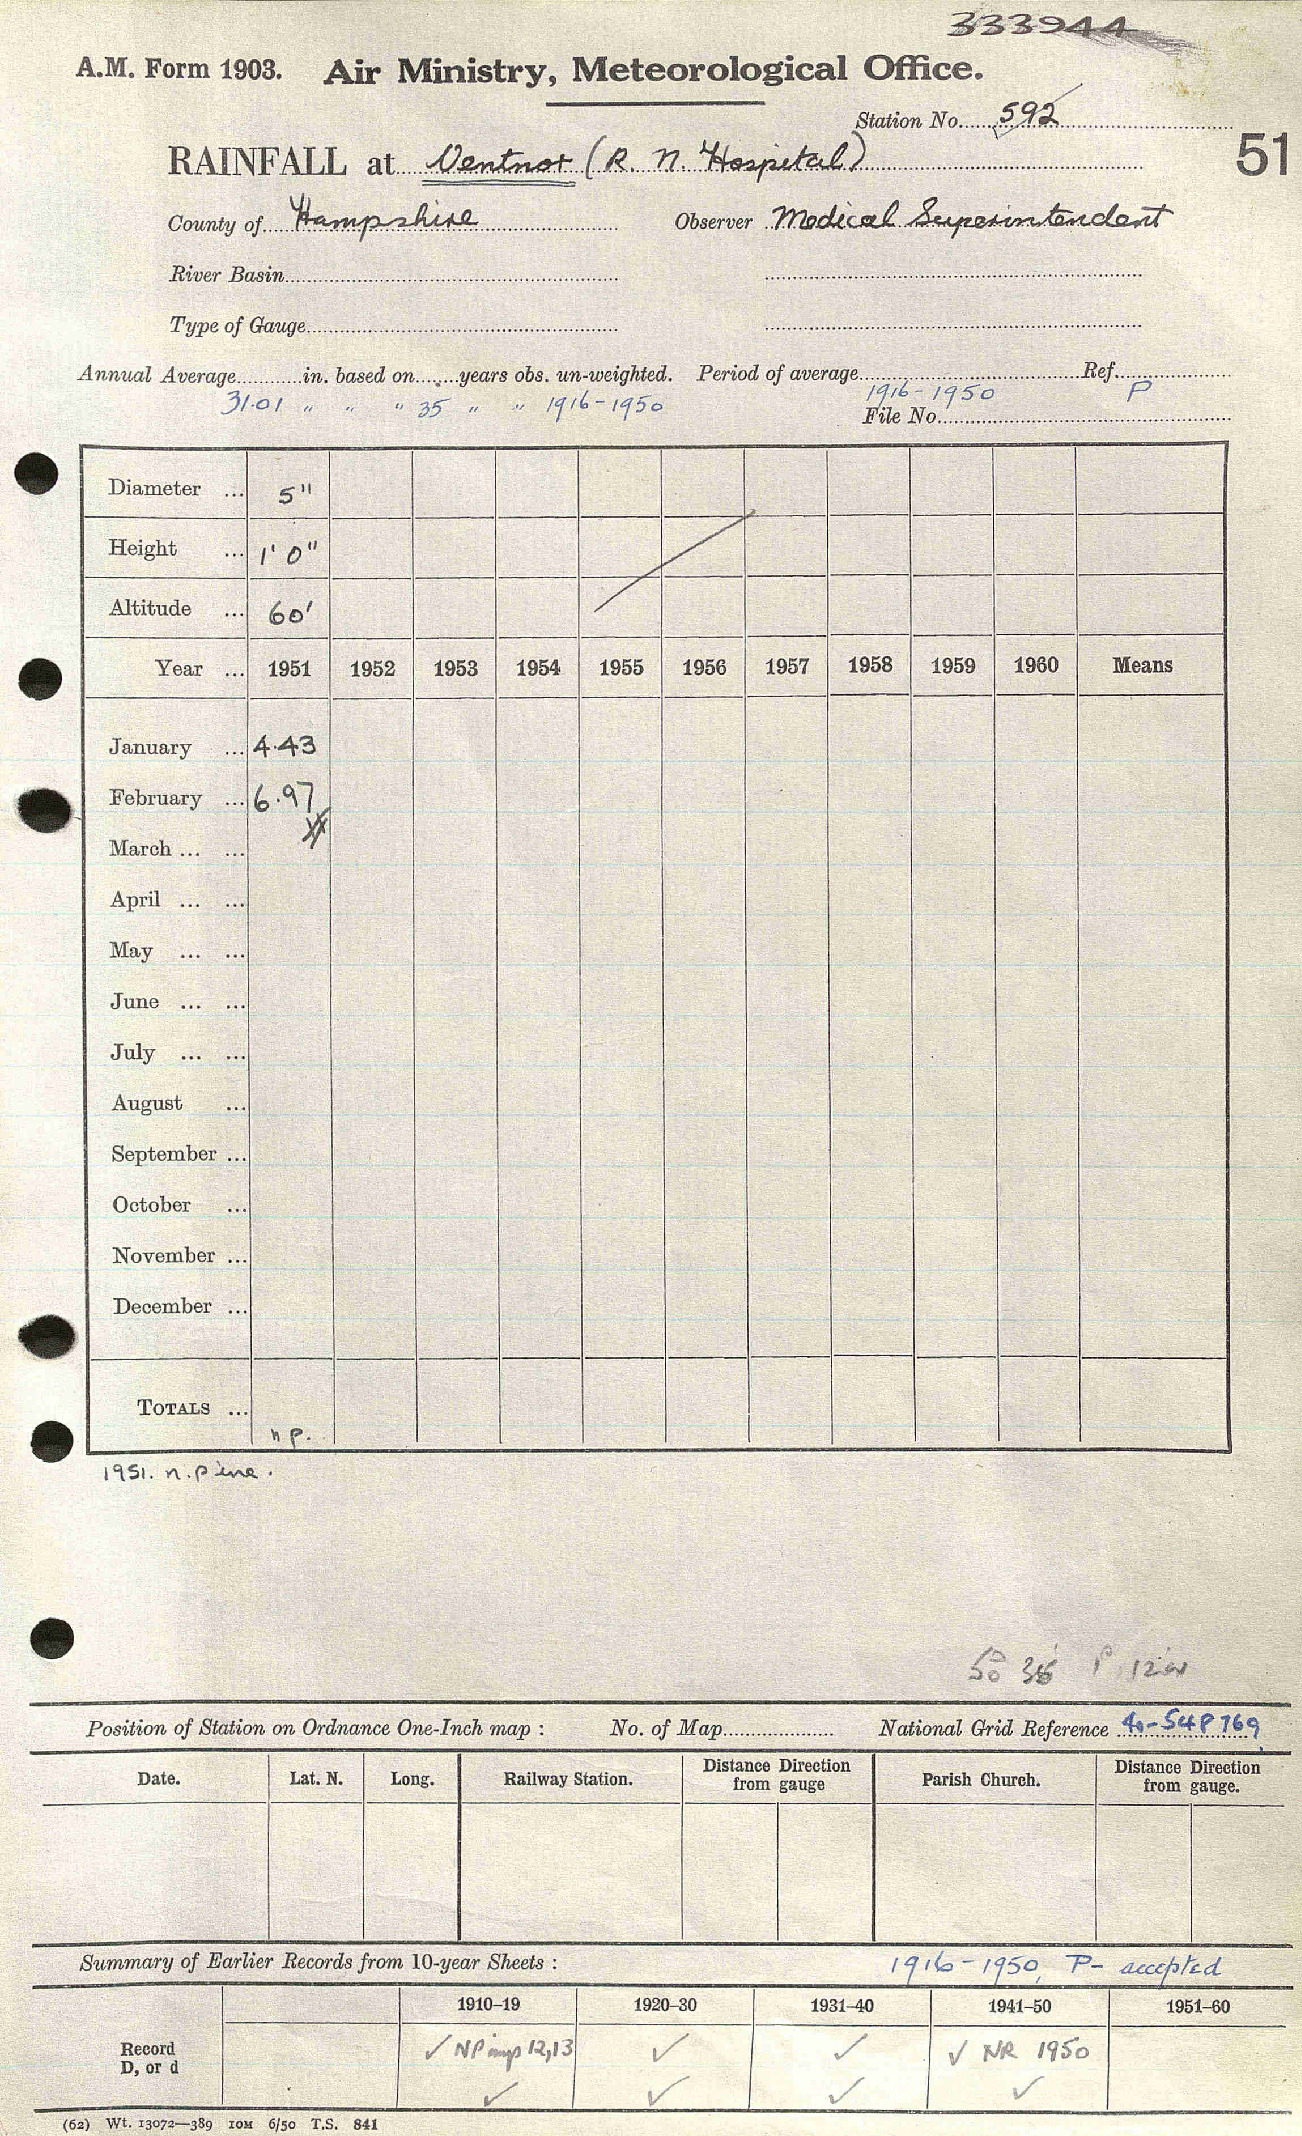 333944
A.M. Form 1903. Air Ministry, Meteorological Office.
Station No. 592
51
RAINFALL at Ventnor (R. N. Hospital)
County of Hampshire Observer Medical Superintendent
River Basin
Type of Gauge
Annual Average in. based on years obs. un-weighted. Period of average Ref.
31.01 " " " 35 " " 1916-1950 1916-1950 P
File No.
Diameter ... 5"
Height ... 1' 0"
Altitude ... 60'
Year ... 1951 1952 1953 1954 1955 1956 1957 1958 1959 1960 Means
January ... 4.43
February ... 6.97
March ... ...
April ... ...
May ... ...
June ... ...
July ... ...
August ...
September ...
October ...
November ...
December ...
TOTALS ...
n p.
1951. n.p
50 35 P
Position of Station on Ordnance One-Inch map : No. of Map National Grid Reference 40-548769
Date. Lat. N. Long. Railway Station. Distance Direction from gauge Parish Church. Distance Direction from gauge.
Summary of Earlier Records from 10-year Sheets : 1916-1950, P- accepted
1910–19 1920–30 1931–40 1941–50 1951–60
Record ✓ NP 12,13 ✓ ✓ ✓ NR 1950
D, or d ✓ ✓ ✓ ✓
(62) Wt. 13072—389 10M 6/50 T.S. 841